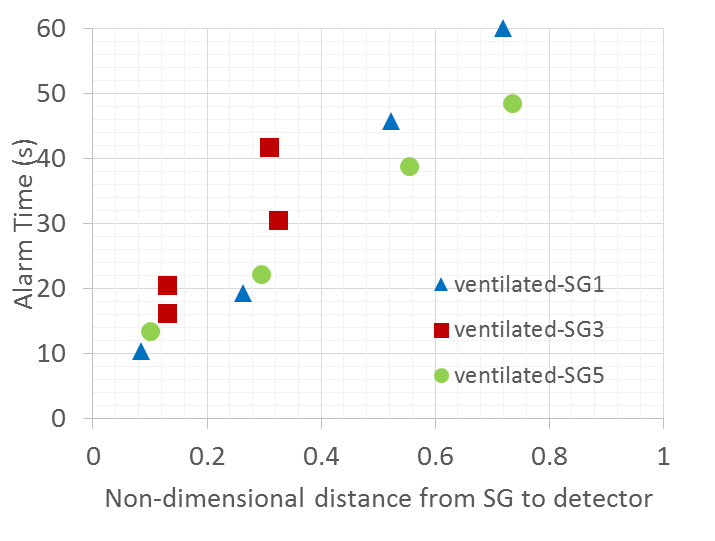 60
50
40
30
20
10
0
Alarm Time (s)
ventilated-SG1
ventilated-SG3
ventilated-SG5
0 0.2 0.4 0.6 0.8 1
Non-dimensional distance from SG to detector